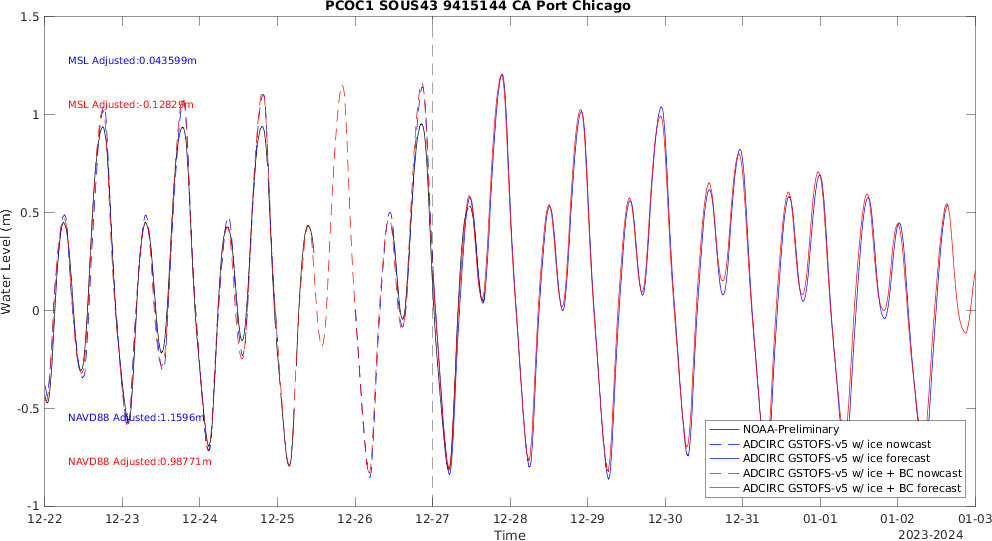 PCOC1 SOUS43 9415144 CA Port Chicago
1.5
MSL Adjusted:0.043599m
MSL Adjusted:-0.12829m
1
0.5
Water Level (m)
0
-0.5
NAVD88 Adjusted:1.1596m
NAVD88 Adjusted:0.98771m
-1
NOAA-Preliminary
ADCIRC GSTOFS-v5 w/ ice nowcast
ADCIRC GSTOFS-v5 w/ ice forecast
ADCIRC GSTOFS-v5 w/ ice + BC nowcast
ADCIRC GSTOFS-v5 w/ ice + BC forecast
12-22 12-23 12-24 12-25 12-26 12-27 12-28 12-29 12-30 12-31 01-01 01-02 01-03
Time
2023-2024